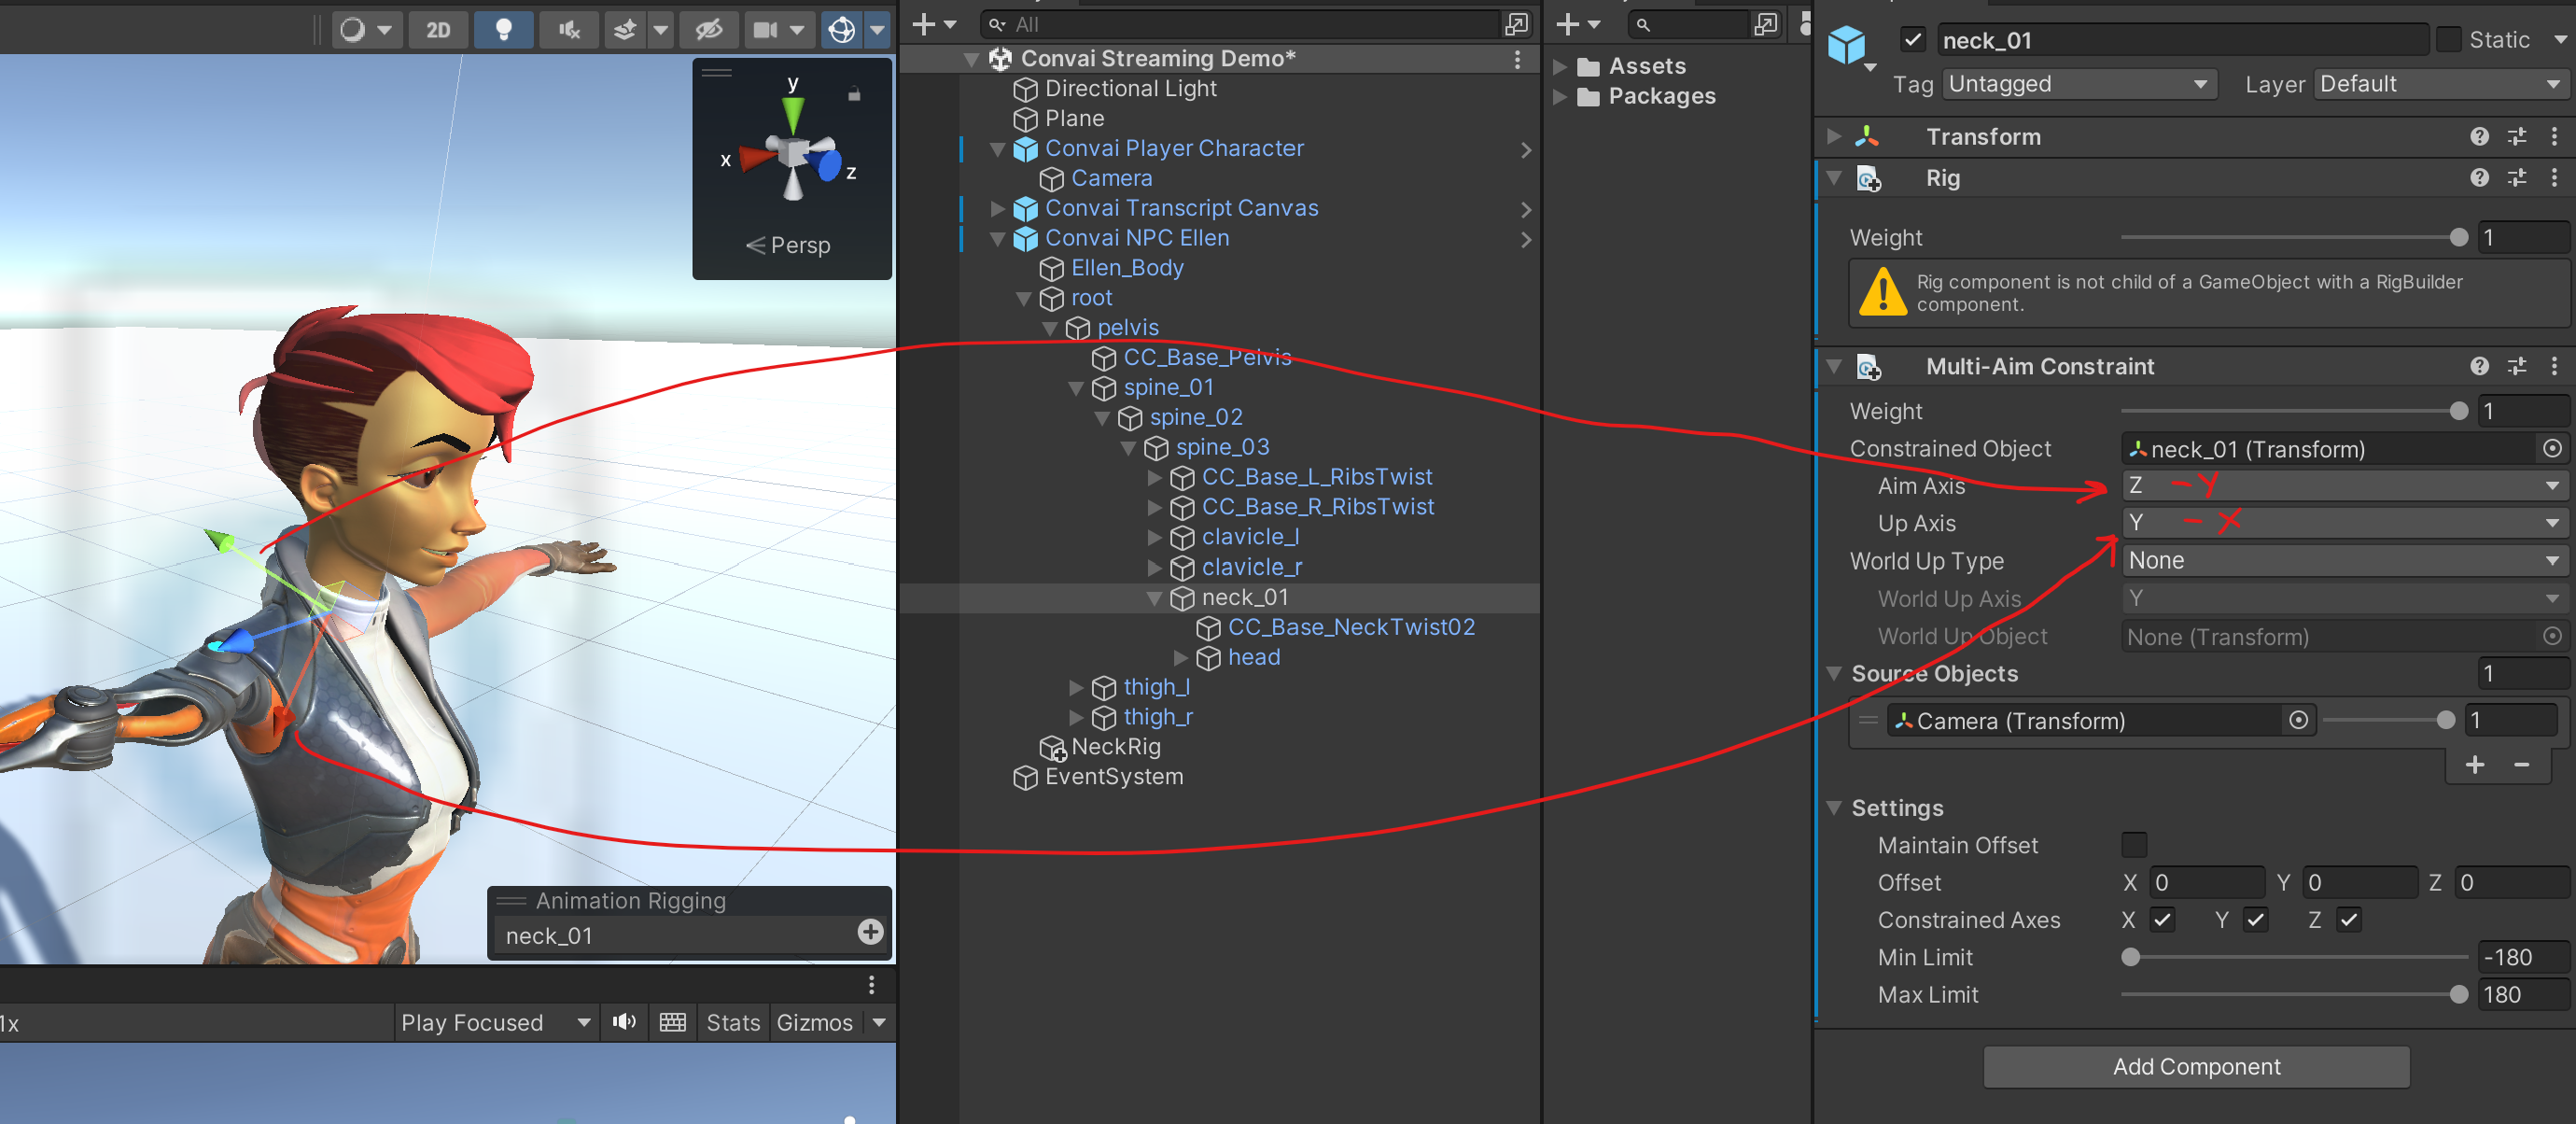 2D
y
x
z
Persp
Animation Rigging
neck_01
1x
Play Focused
Stats
Gizmos
All
Convai Streaming Demo*
Directional Light
Plane
Convai Player Character
Camera
Convai Transcript Canvas
Convai NPC Ellen
Ellen_Body
root
pelvis
CC_Base_Pelvis
spine_01
spine_02
spine_03
CC_Base_L_RibsTwist
CC_Base_R_RibsTwist
clavicle_l
clavicle_r
neck_01
CC_Base_NeckTwist02
head
thigh_l
thigh_r
NeckRig
EventSystem
Assets
Packages
neck_01
Static
Tag Untagged Layer Default
Transform
Rig
Weight 1
Rig component is not child of a GameObject with a RigBuilder
component.
Multi-Aim Constraint
Weight 1
Constrained Object neck_01 (Transform)
Aim Axis Z -Y
Up Axis Y -X
World Up Type None
World Up Axis Y
World Up Object None (Transform)
Source Objects 1
Camera (Transform) 1
Settings
Maintain Offset
Offset X 0 Y 0 Z 0
Constrained Axes X Y Z
Min Limit -180
Max Limit 180
Add Component